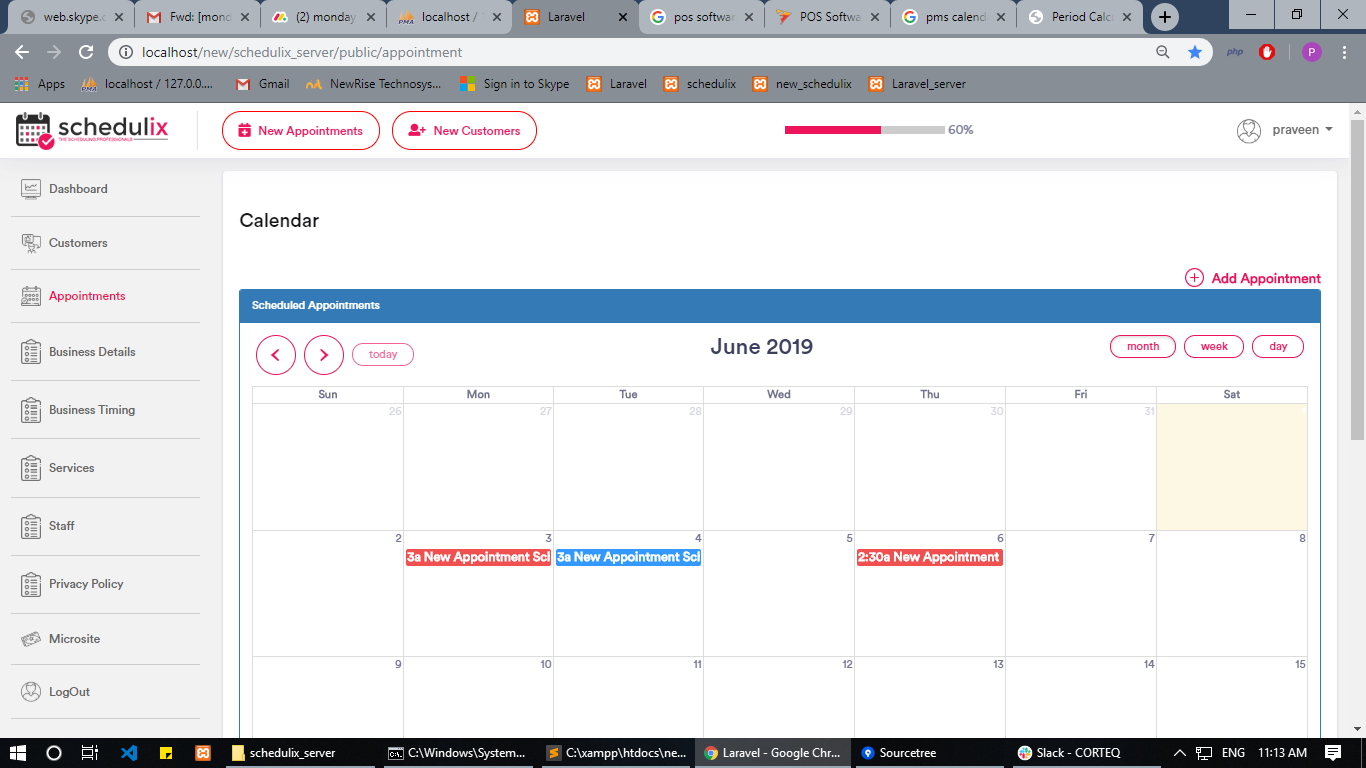 web.skype.c
Fwd: [mond
(2) monday
localhost / 1
Laravel
pos softwar
POS Softwa
pms calend
Period Calc
localhost/new/schedulix_server/public/appointment
php
P
Apps
localhost / 127.0.0....
Gmail
NewRise Technosys...
Sign in to Skype
Laravel
schedulix
new_schedulix
Laravel_server
schedulix
THE SCHEDULING PROFESSIONALS
New Appointments
New Customers
60%
praveen
Dashboard
Customers
Appointments
Business Details
Business Timing
Services
Staff
Privacy Policy
Microsite
LogOut
Calendar
Add Appointment
Scheduled Appointments
today
June 2019
month
week
day
Sun Mon Tue Wed Thu Fri Sat
26 27 28 29 30 31
2 3 4 5 6 7 8
3a New Appointment Scl
3a New Appointment Scl
2:30a New Appointment
9 10 11 12 13 14 15
schedulix_server
C:\Windows\System...
C:\xampp\htdocs\ne...
Laravel - Google Chr...
Sourcetree
Slack - CORTEQ
ENG
11:13 AM